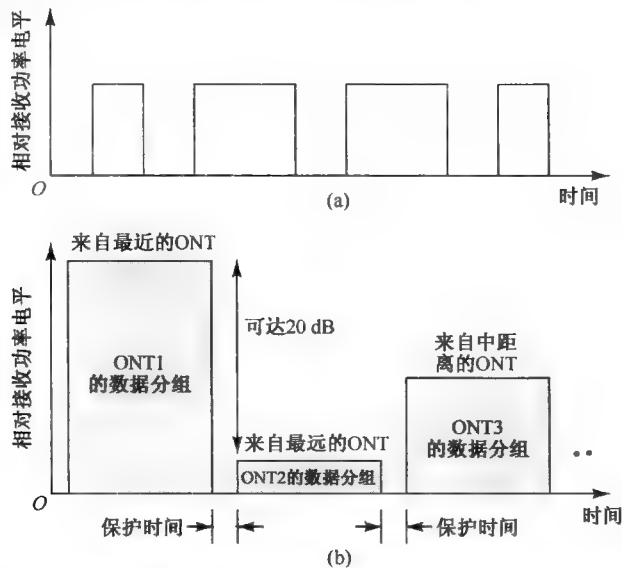 相对接收功率电平
O
时间
(a)
相对接收功率电平
来自最近的ONT
ONT1
的数据分组
可达20 dB
来自最远的ONT
ONT2的数据分组
来自中距
离的ONT
ONT3
的数据分组
O
时间
保护时间
保护时间
(b)